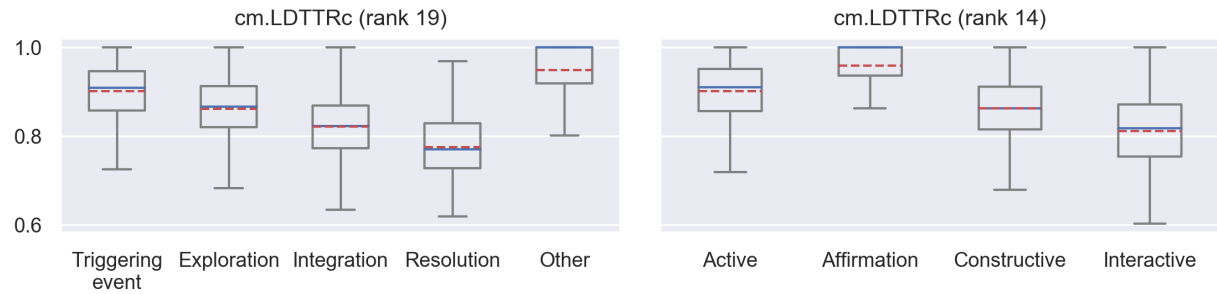 cm.LDTTRc (rank 19)
cm.LDTTRc (rank 14)
1.0
0.8
0.6
Triggering
event
Exploration
Integration
Resolution
Other
Active
Affirmation
Constructive
Interactive